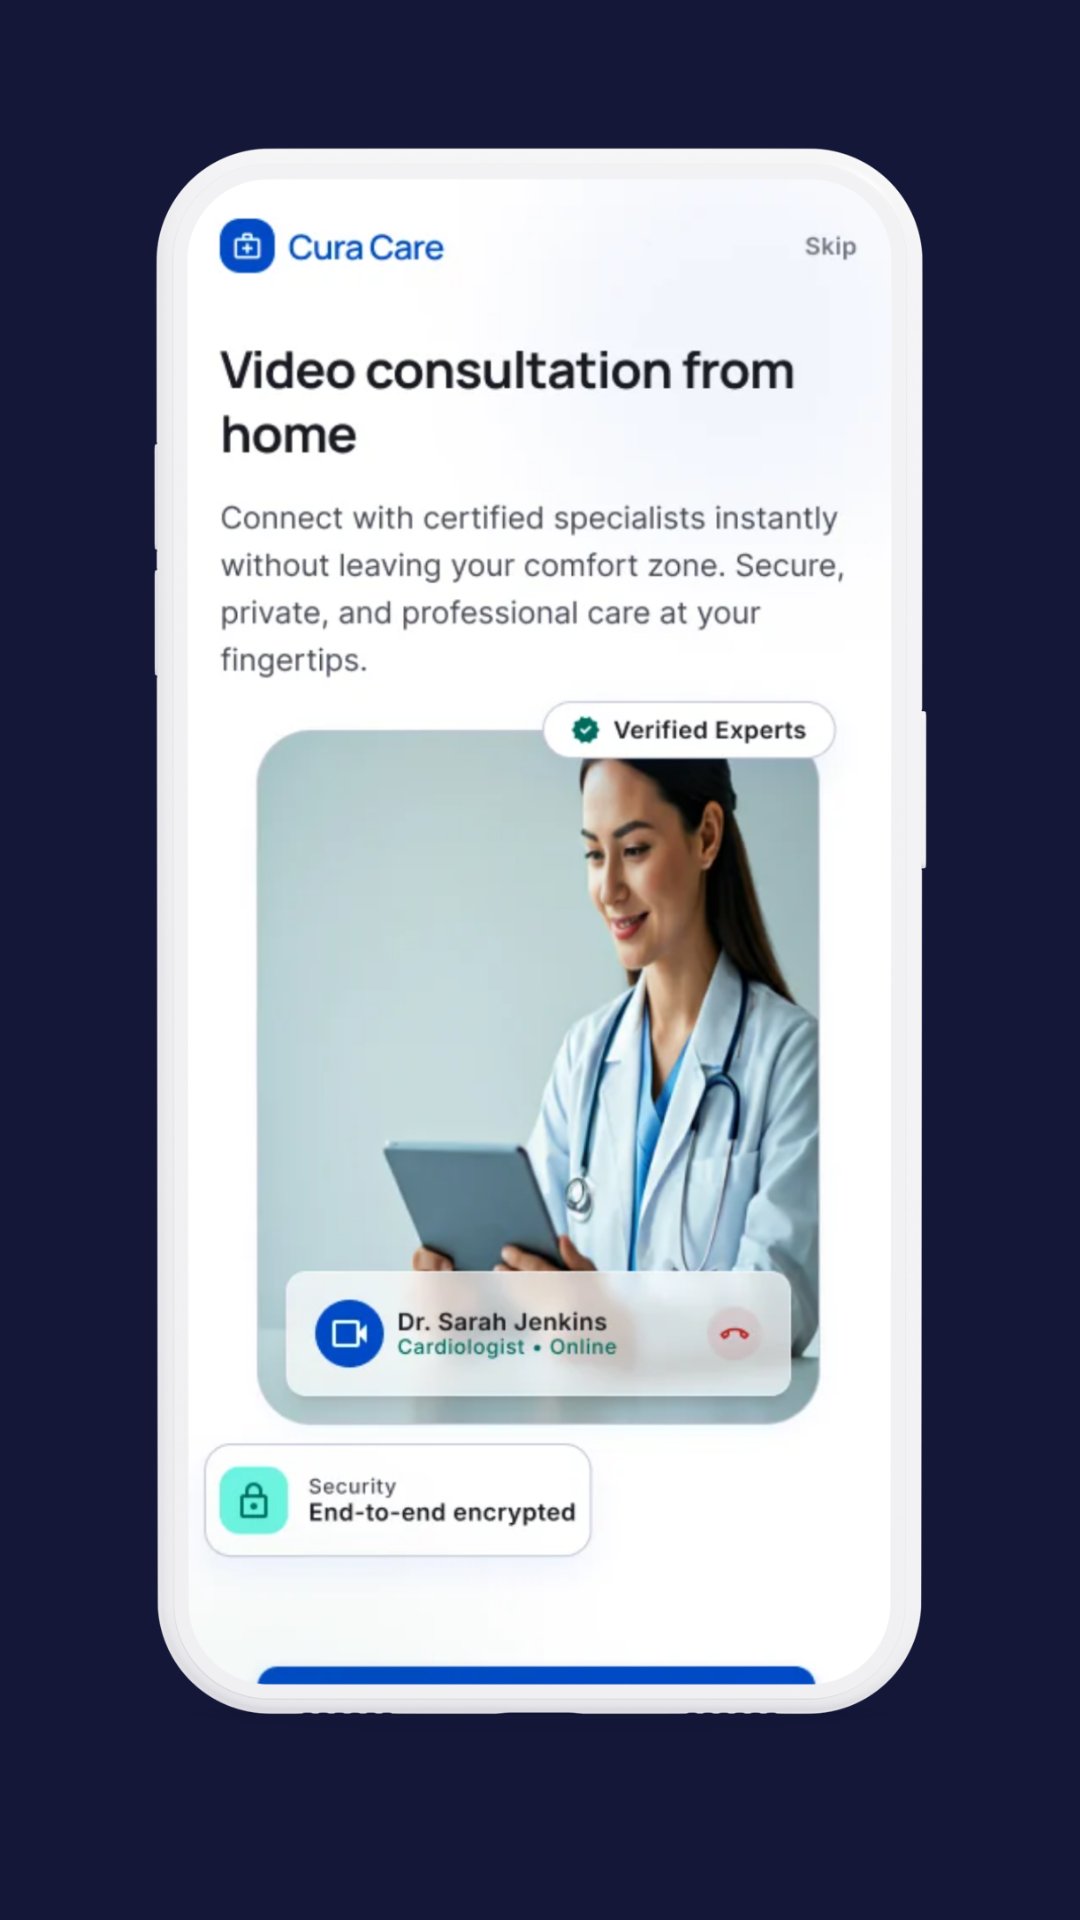 Cura Care
Skip
Video consultation from
home
Connect with certified specialists instantly
without leaving your comfort zone. Secure,
private, and professional care at your
fingertips.
Verified Experts
Dr. Sarah Jenkins
Cardiologist • Online
Security
End-to-end encrypted